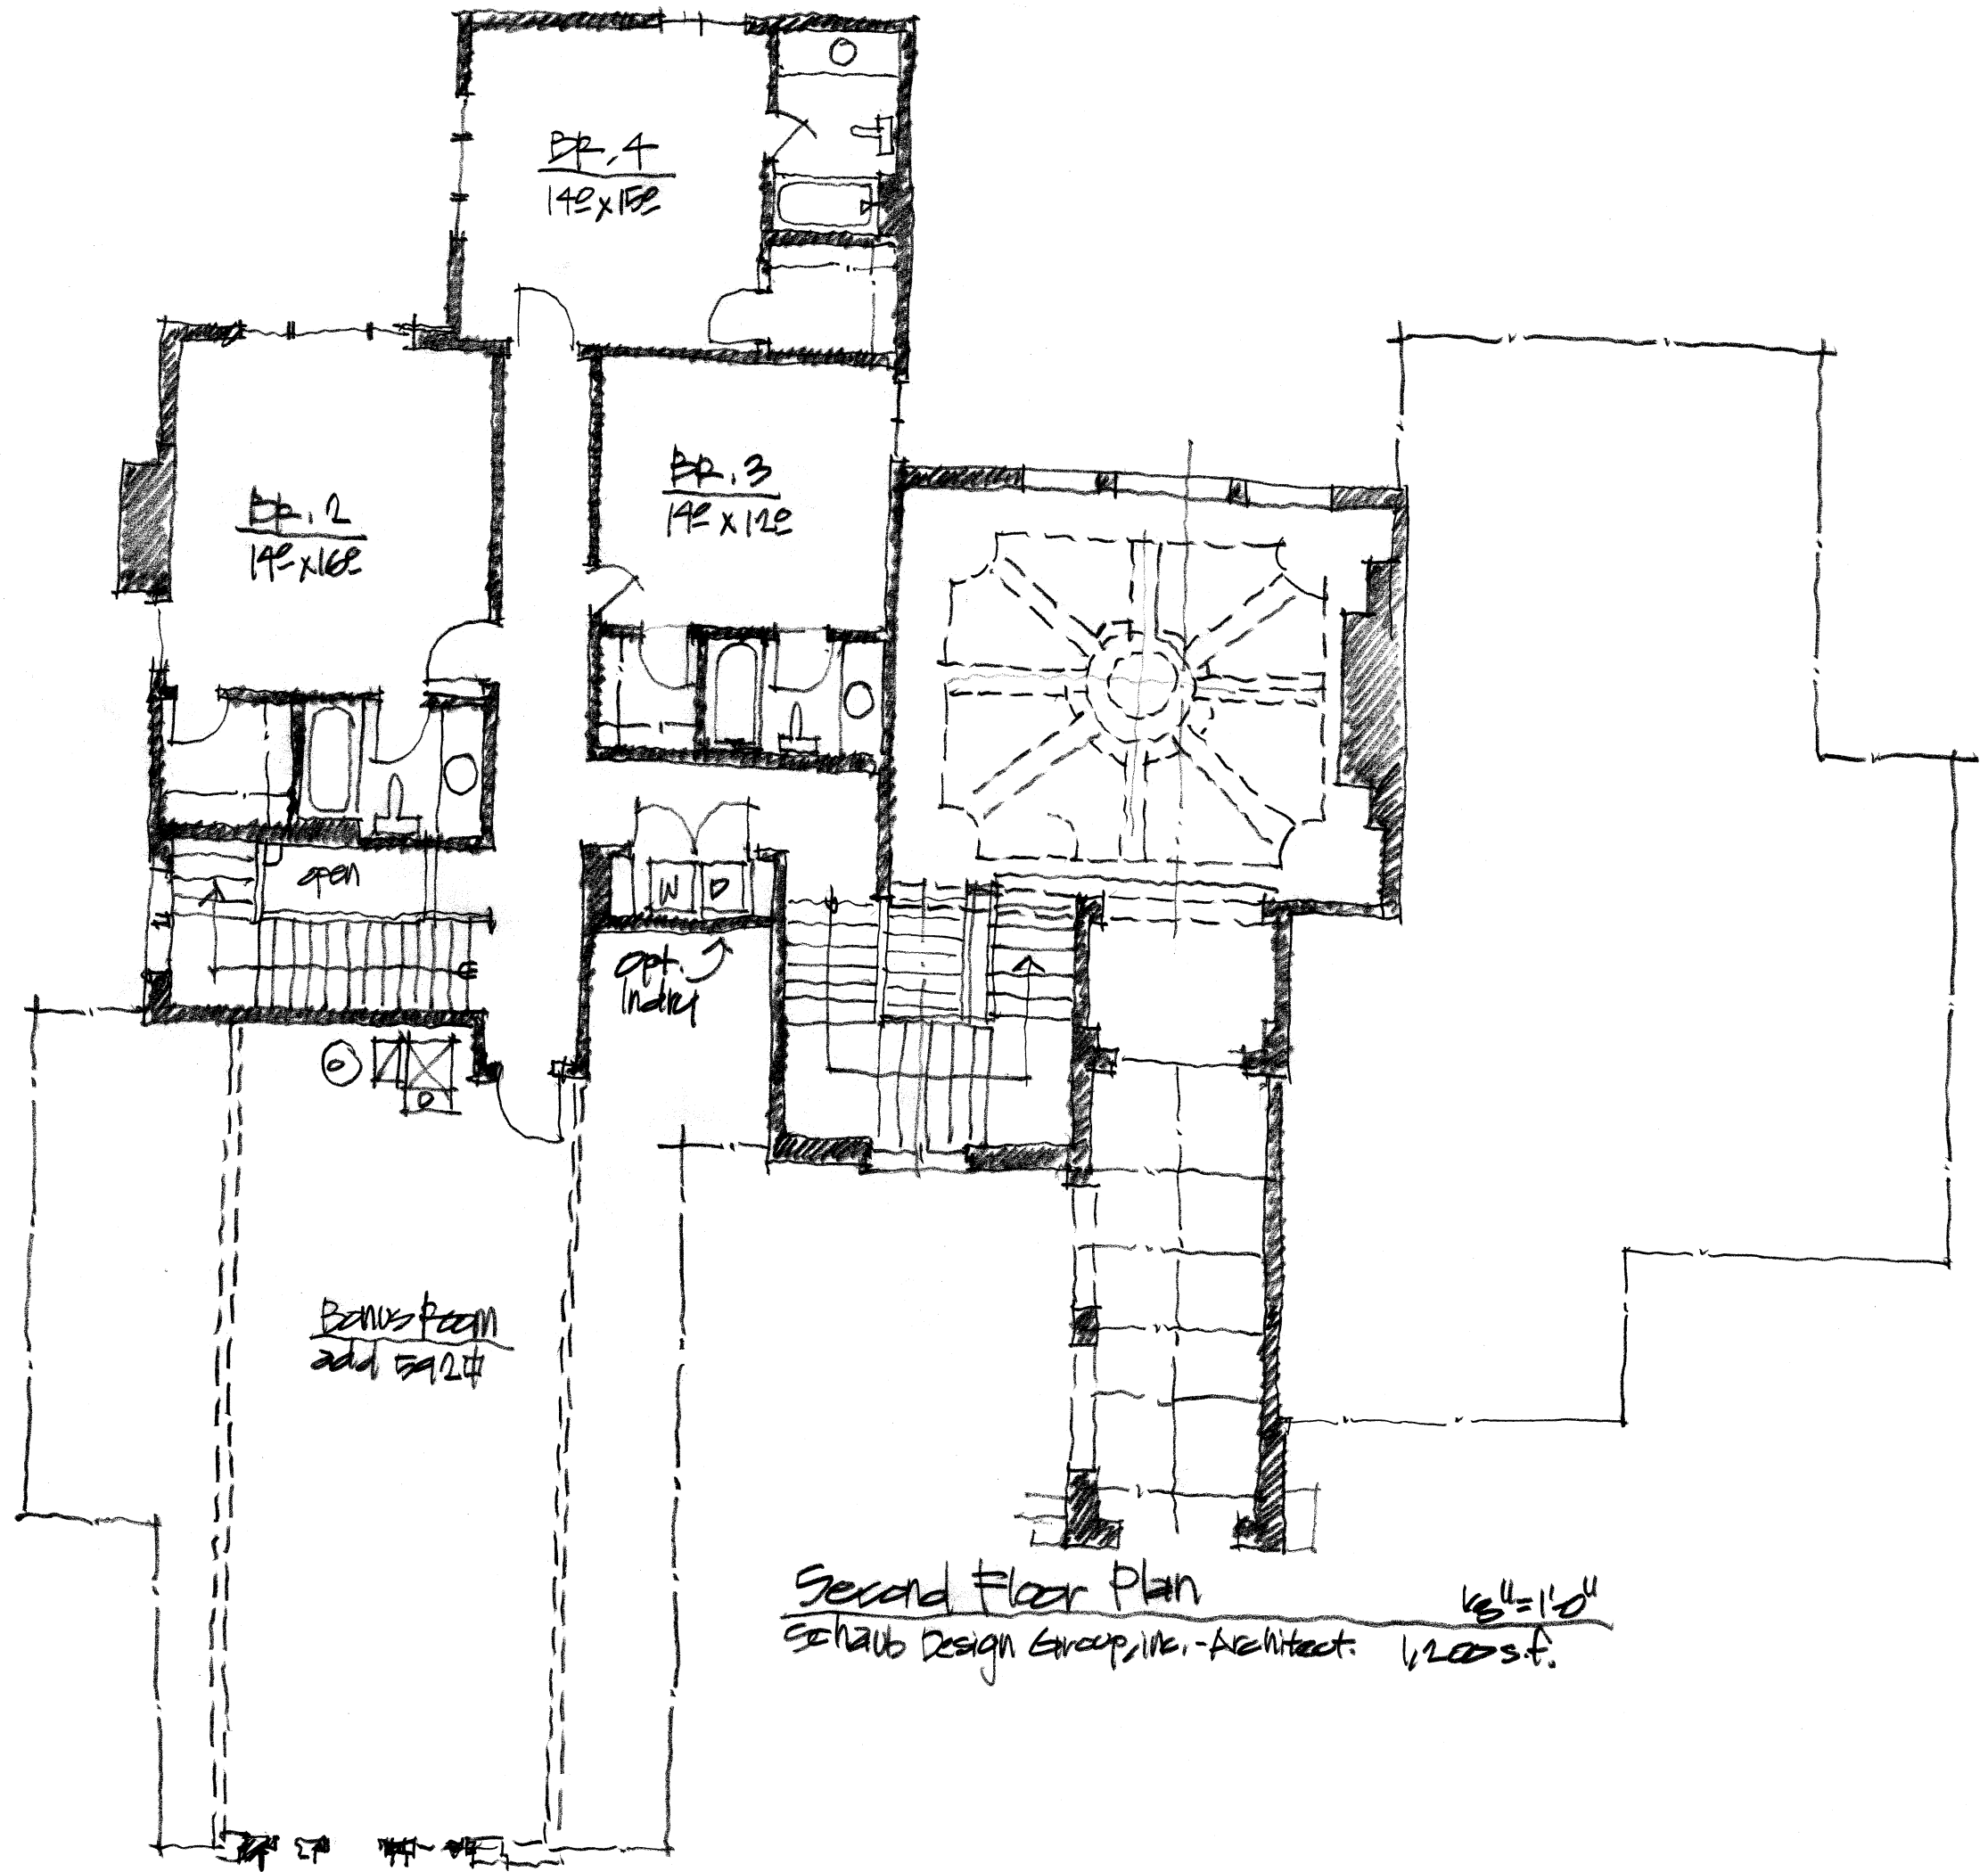 BR. 4
14⁰ x 15⁰
BR. 3
14⁰ x 12⁰
BR. 2
14⁰ x 16⁰
open
W D
opt.
lndry
D
Bonus Room
add 592 ⌷
Second Floor Plan 1/8" = 1'-0"
Schaub Design Group, inc. - Architect. 1,200 s.f.